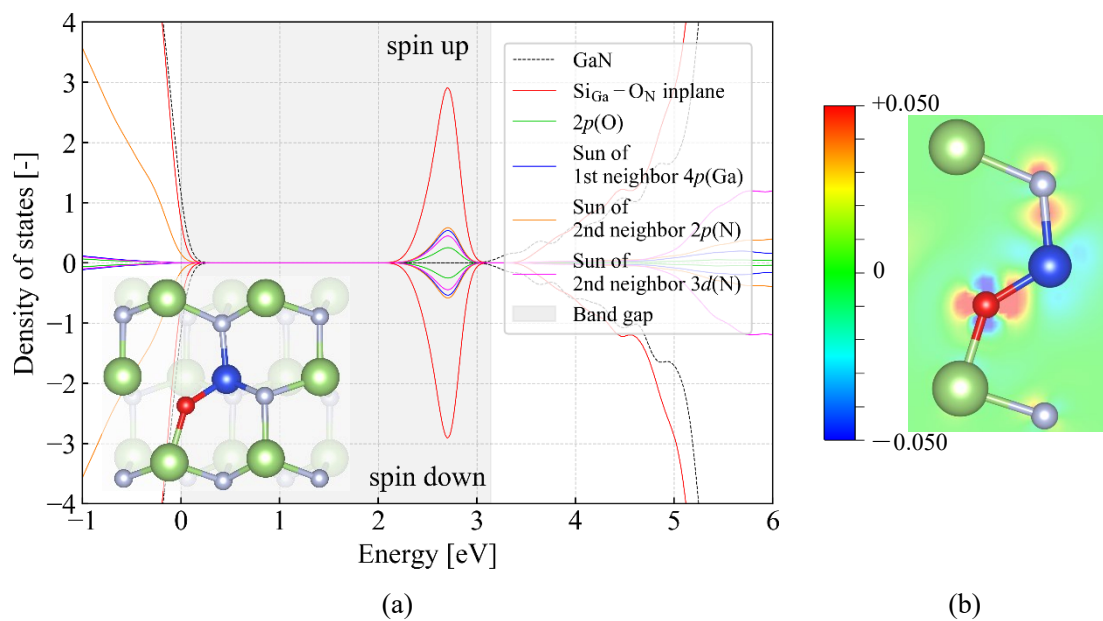 4
3
2
1
0
−1
−2
−3
−4
Density of states [-]
−1
0
1
2
3
4
5
6
Energy [eV]
spin up
spin down
GaN
Si_Ga − O_N inplane
2p(O)
Sun of
1st neighbor 4p(Ga)
Sun of
2nd neighbor 2p(N)
Sun of
2nd neighbor 3d(N)
Band gap
(a)
+0.050
0
−0.050
(b)